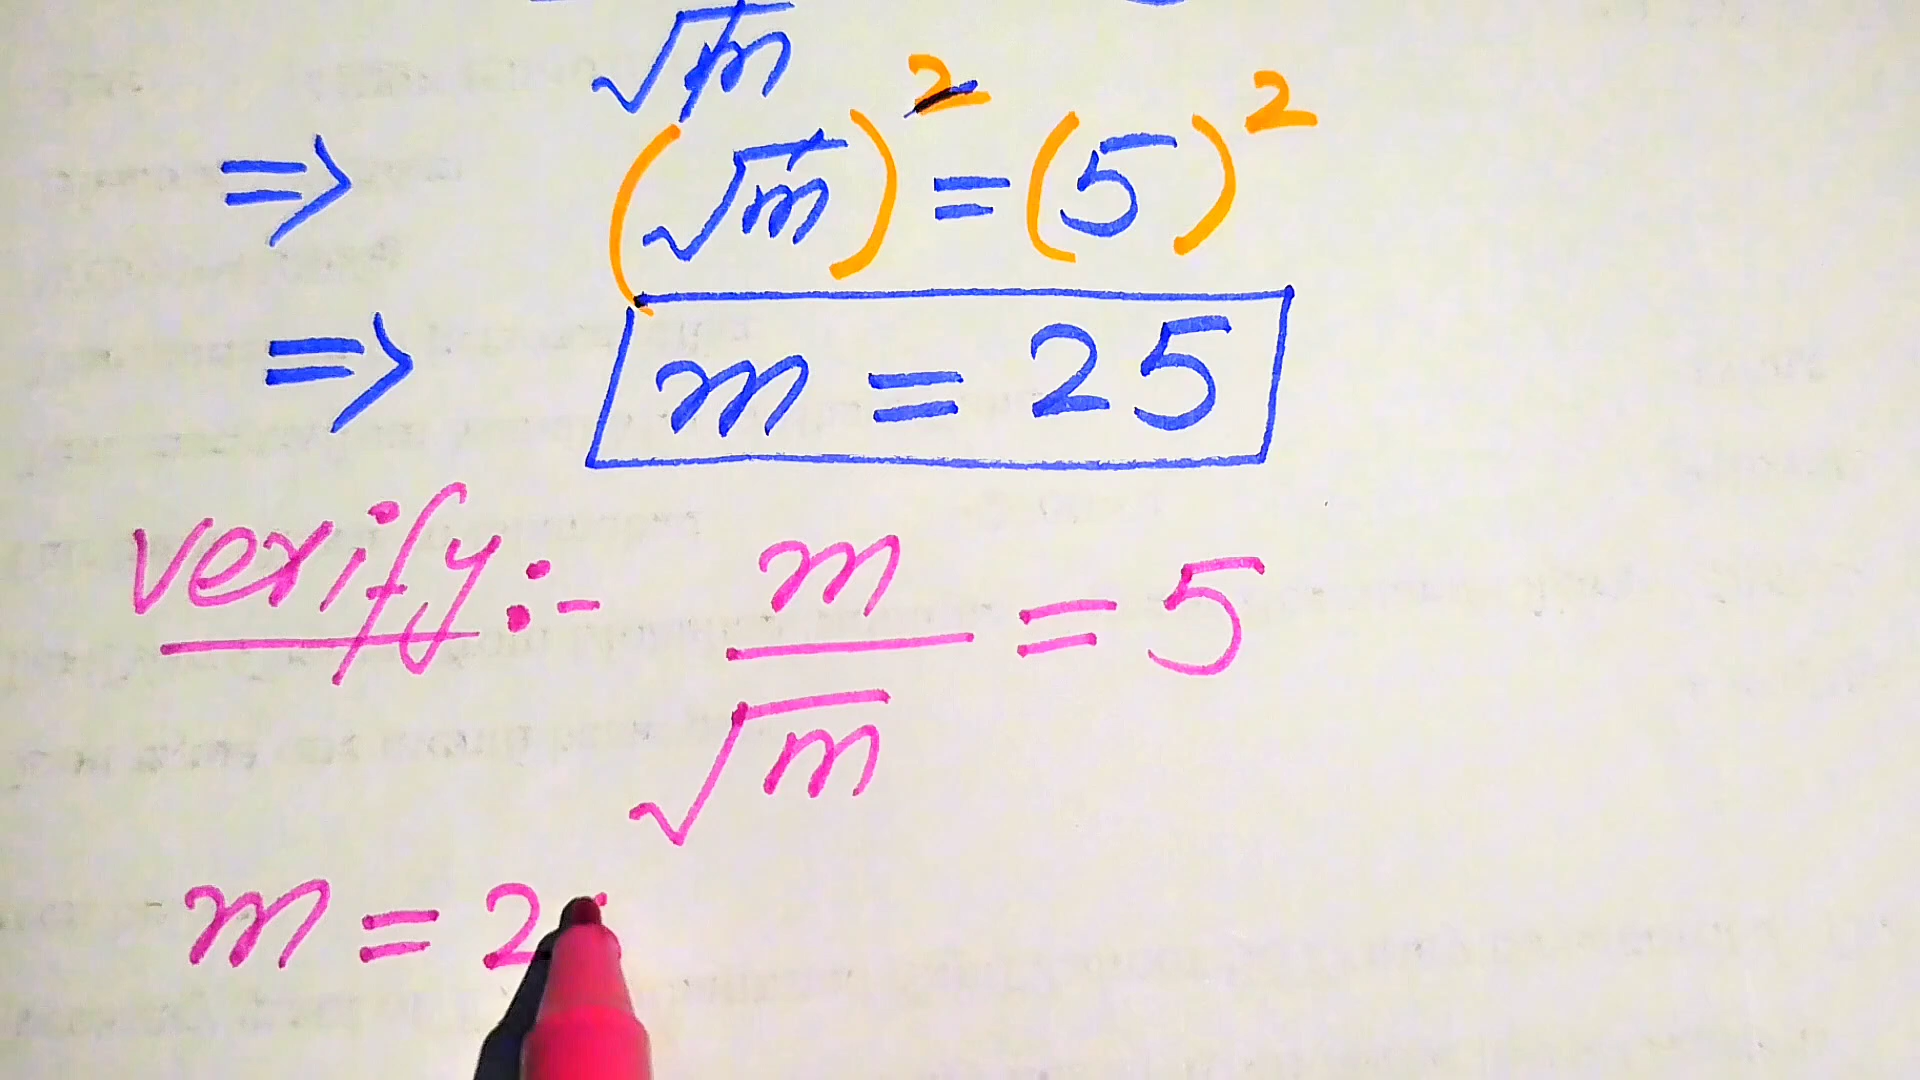 √m
⇒ (√m)² = (5)²
⇒ m = 25
verify:- m/√m = 5
m = 2